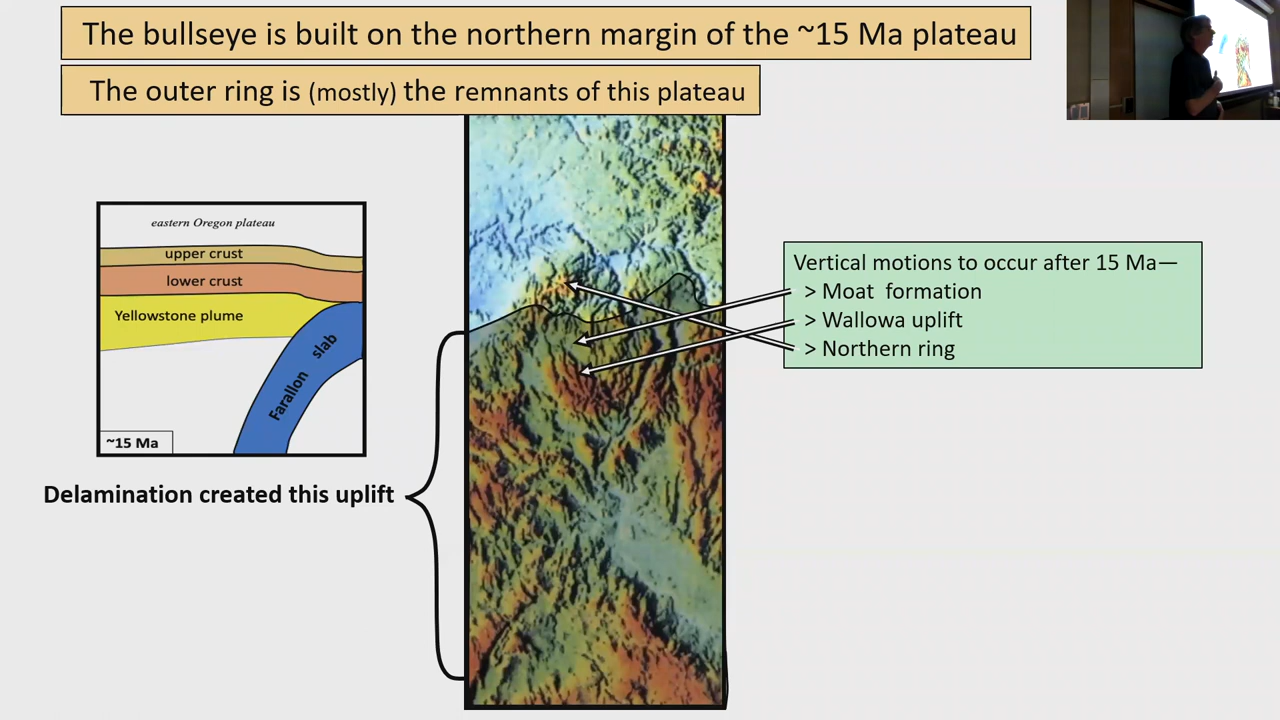 The bullseye is built on the northern margin of the ~15 Ma plateau
The outer ring is (mostly) the remnants of this plateau
eastern Oregon plateau
upper crust
lower crust
Yellowstone plume
Farallon slab
~15 Ma
Delamination created this uplift
Vertical motions to occur after 15 Ma—
> Moat formation
> Wallowa uplift
> Northern ring